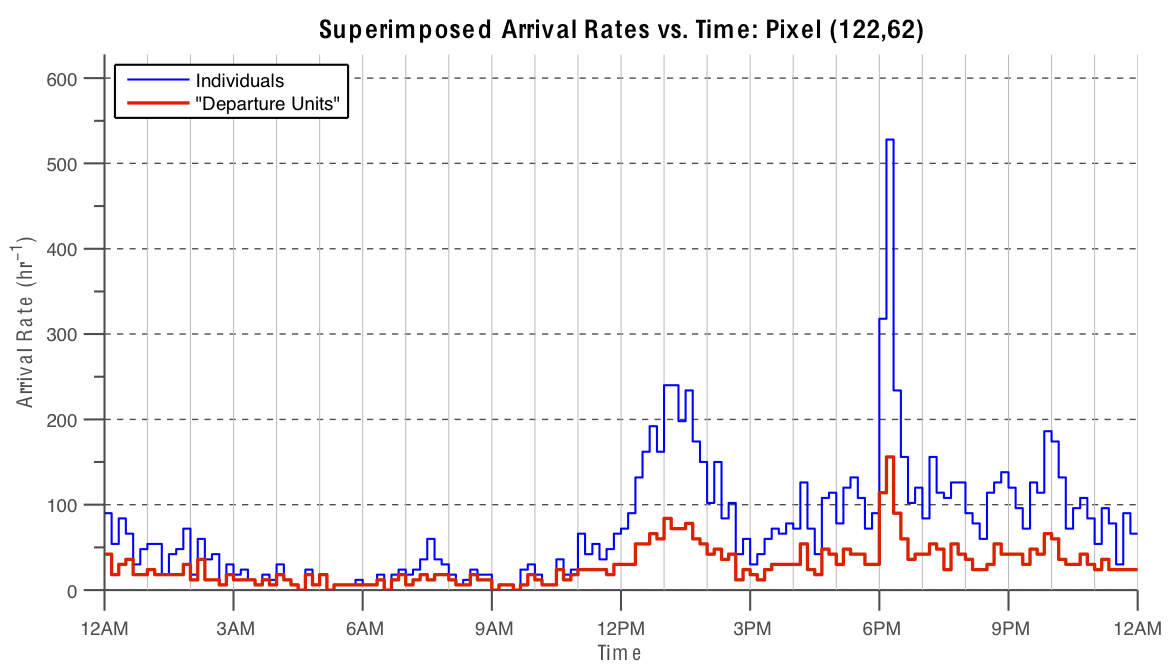 Superimposed Arrival Rates vs. Time: Pixel (122,62)
Individuals
"Departure Units"
600
500
400
300
200
100
0
Arrival Rate (hr⁻¹)
12AM 3AM 6AM 9AM 12PM 3PM 6PM 9PM 12AM
Time